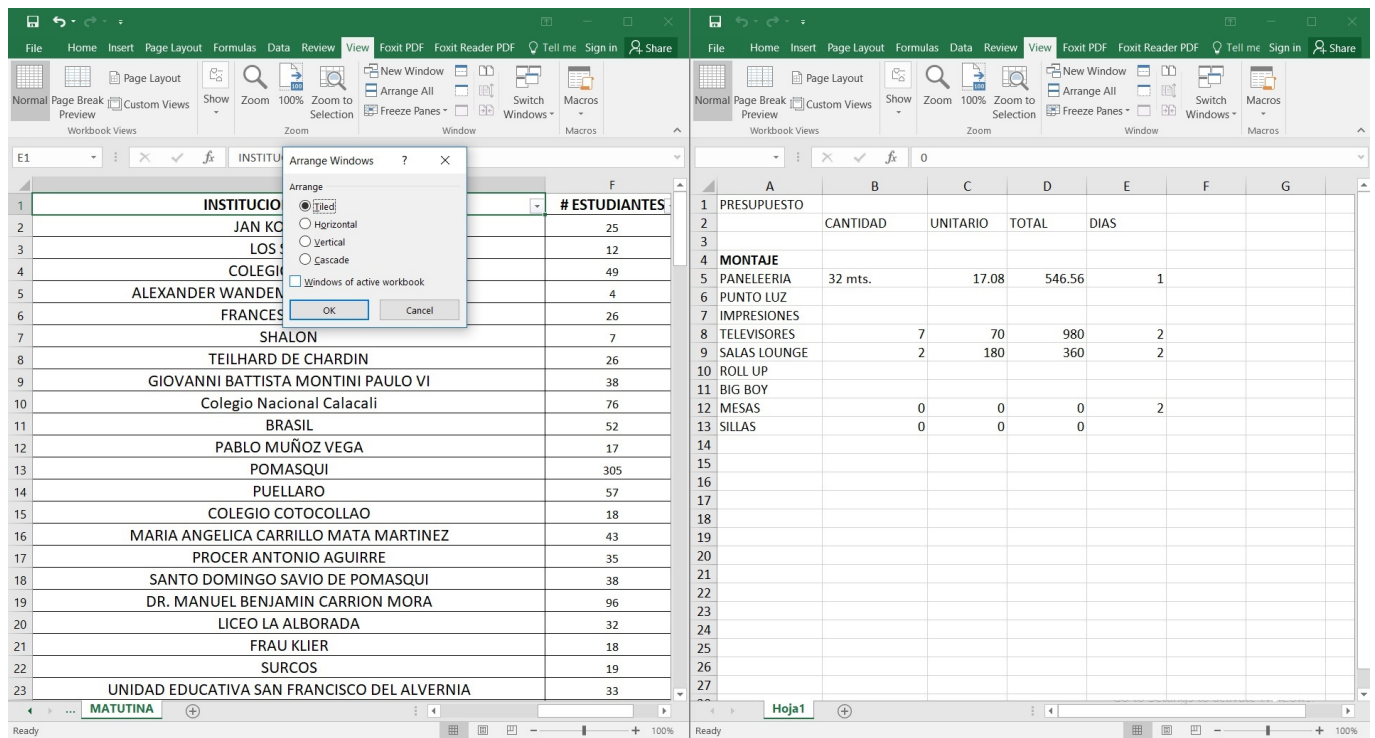 File Home Insert Page Layout Formulas Data Review View Foxit PDF Foxit Reader PDF Tell me Sign in Share
Normal Page Break Preview Page Layout Custom Views Show Zoom 100% Zoom to Selection New Window Arrange All Freeze Panes Switch Windows Macros
Workbook Views Zoom Window Macros
E1 fx INSTITU
Arrange Windows ? ×
Arrange
Tiled
Horizontal
Vertical
Cascade
Windows of active workbook
OK Cancel
F
1 INSTITUCIO # ESTUDIANTES
2 JAN KO 25
3 LOS 12
4 COLEGI 49
5 ALEXANDER WANDEN 4
6 FRANCES 26
7 SHALON 7
8 TEILHARD DE CHARDIN 26
9 GIOVANNI BATTISTA MONTINI PAULO VI 38
10 Colegio Nacional Calacali 76
11 BRASIL 52
12 PABLO MUÑOZ VEGA 17
13 POMASQUI 305
14 PUELLARO 57
15 COLEGIO COTOCOLLAO 18
16 MARIA ANGELICA CARRILLO MATA MARTINEZ 43
17 PROCER ANTONIO AGUIRRE 35
18 SANTO DOMINGO SAVIO DE POMASQUI 38
19 DR. MANUEL BENJAMIN CARRION MORA 96
20 LICEO LA ALBORADA 32
21 FRAU KLIER 18
22 SURCOS 19
23 UNIDAD EDUCATIVA SAN FRANCISCO DEL ALVERNIA 33
... MATUTINA
Ready 100%
File Home Insert Page Layout Formulas Data Review View Foxit PDF Foxit Reader PDF Tell me Sign in Share
Normal Page Break Preview Page Layout Custom Views Show Zoom 100% Zoom to Selection New Window Arrange All Freeze Panes Switch Windows Macros
Workbook Views Zoom Window Macros
fx 0
A B C D E F G
1 PRESUPUESTO
2 CANTIDAD UNITARIO TOTAL DIAS
3
4 MONTAJE
5 PANELEERIA 32 mts. 17.08 546.56 1
6 PUNTO LUZ
7 IMPRESIONES
8 TELEVISORES 7 70 980 2
9 SALAS LOUNGE 2 180 360 2
10 ROLL UP
11 BIG BOY
12 MESAS 0 0 0 2
13 SILLAS 0 0 0
14
15
16
17
18
19
20
21
22
23
24
25
26
27
Hoja1
Ready 100%